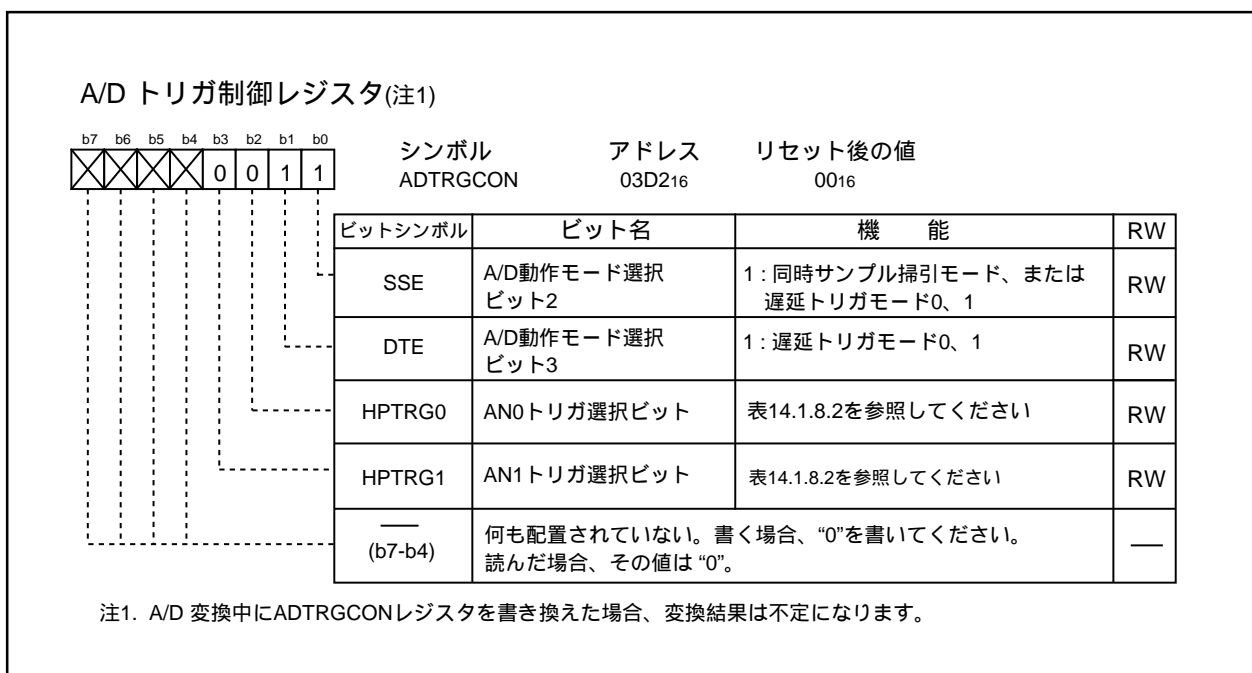 A/D トリガ制御レジスタ(注1)
b7 b6 b5 b4 b3 b2 b1 b0
0 0 1 1
シンボル アドレス リセット後の値
ADTRGCON 03D216 0016
ビットシンボル ビット名 機 能 RW
SSE A/D動作モード選択 1 : 同時サンプル掃引モード、または RW
ビット2 遅延トリガモード0、1
DTE A/D動作モード選択 1 : 遅延トリガモード0、1 RW
ビット3
HPTRG0 AN0トリガ選択ビット 表14.1.8.2を参照してください RW
HPTRG1 AN1トリガ選択ビット 表14.1.8.2を参照してください RW
(b7-b4) 何も配置されていない。書く場合、“0”を書いてください。
読んだ場合、その値は “0”。
注1. A/D 変換中にADTRGCONレジスタを書き換えた場合、変換結果は不定になります。